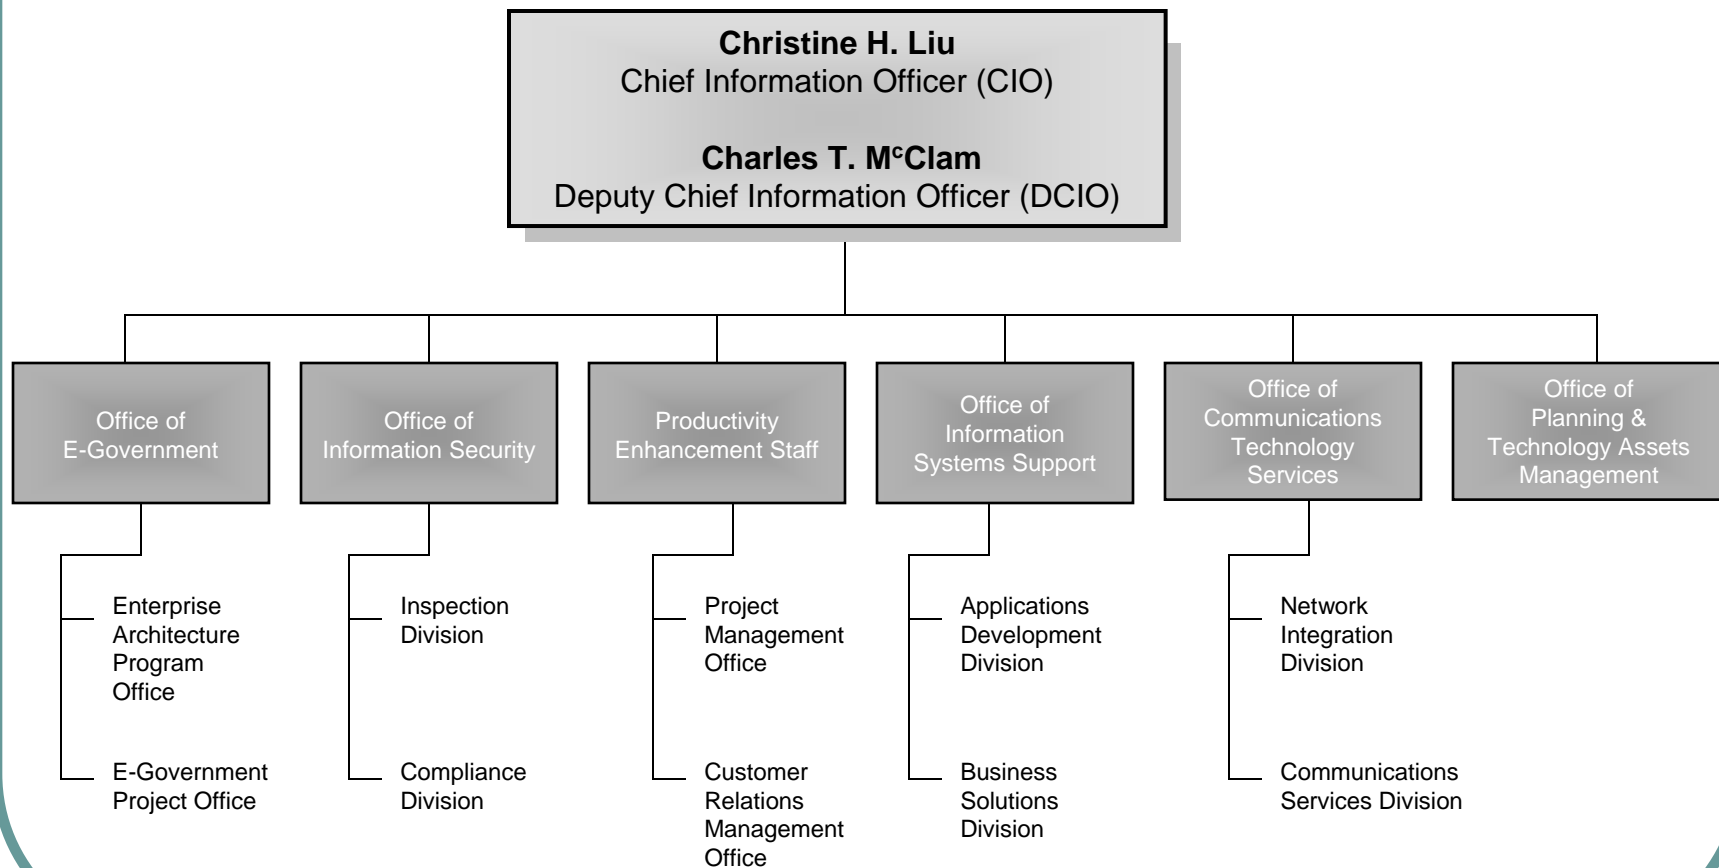 Christine H. Liu
Chief Information Officer (CIO)
Charles T. McClam
Deputy Chief Information Officer (DCIO)
Office of
E-Government
Office of
Information Security
Productivity
Enhancement Staff
Office of
Information
Systems Support
Office of
Communications
Technology
Services
Office of
Planning &
Technology Assets
Management
Enterprise
Architecture
Program
Office
E-Government
Project Office
Inspection
Division
Compliance
Division
Project
Management
Office
Customer
Relations
Management
Office
Applications
Development
Division
Business
Solutions
Division
Network
Integration
Division
Communications
Services Division